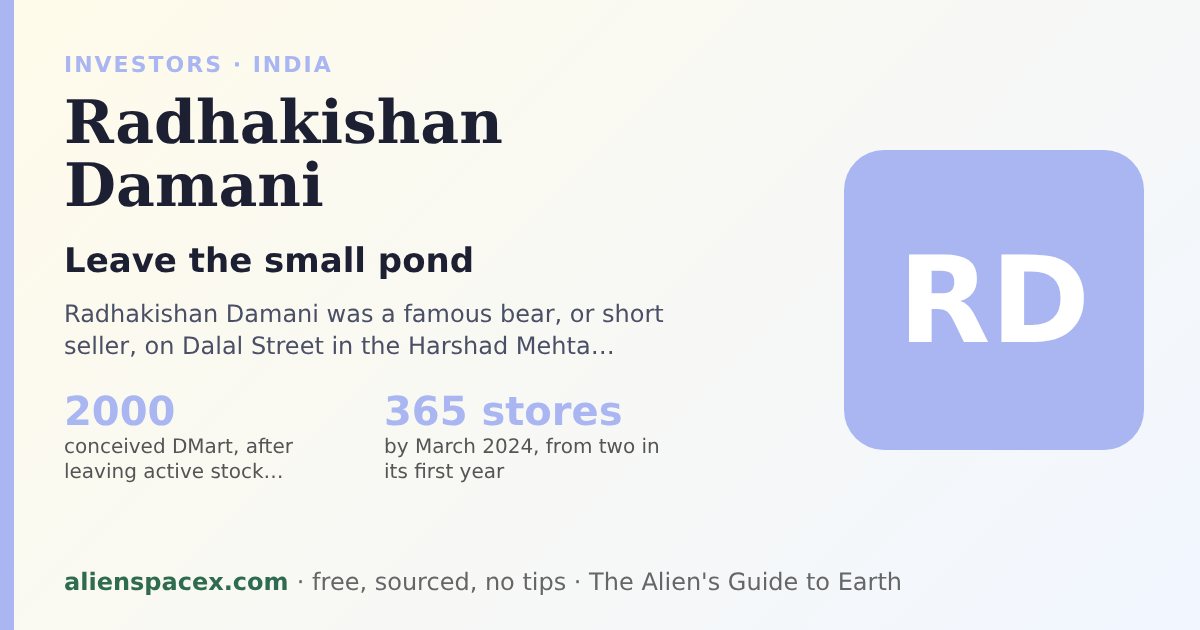 INVESTORS · INDIA
Radhakishan
Damani
Leave the small pond
Radhakishan Damani was a famous bear, or short
seller, on Dalal Street in the Harshad Mehta…
RD
2000
conceived DMart, after
leaving active stock…
365 stores
by March 2024, from two in
its first year
alienspacex.com · free, sourced, no tips · The Alien's Guide to Earth